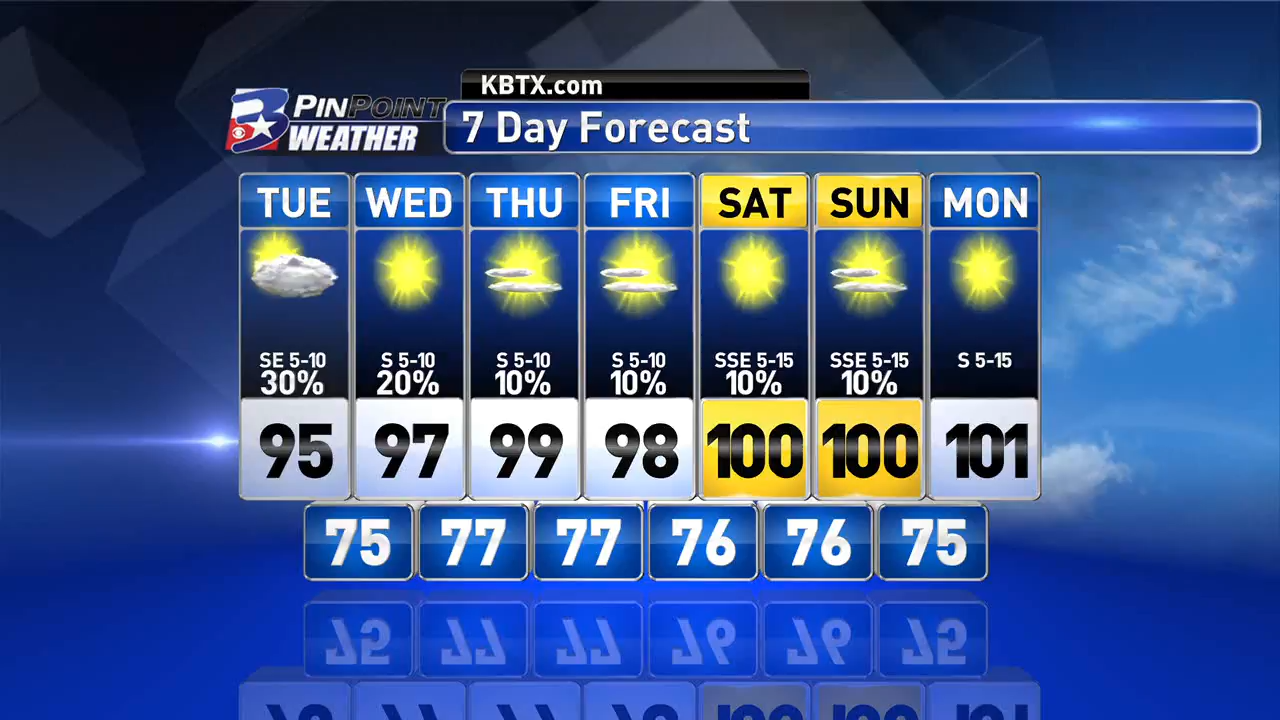 KBTX.com
3 PINPOINT
WEATHER
7 Day Forecast
TUE WED THU FRI SAT SUN MON
SE 5-10 S 5-10 S 5-10 S 5-10 SSE 5-15 SSE 5-15 S 5-15
30% 20% 10% 10% 10% 10%
95 97 99 98 100 100 101
75 77 77 76 76 75